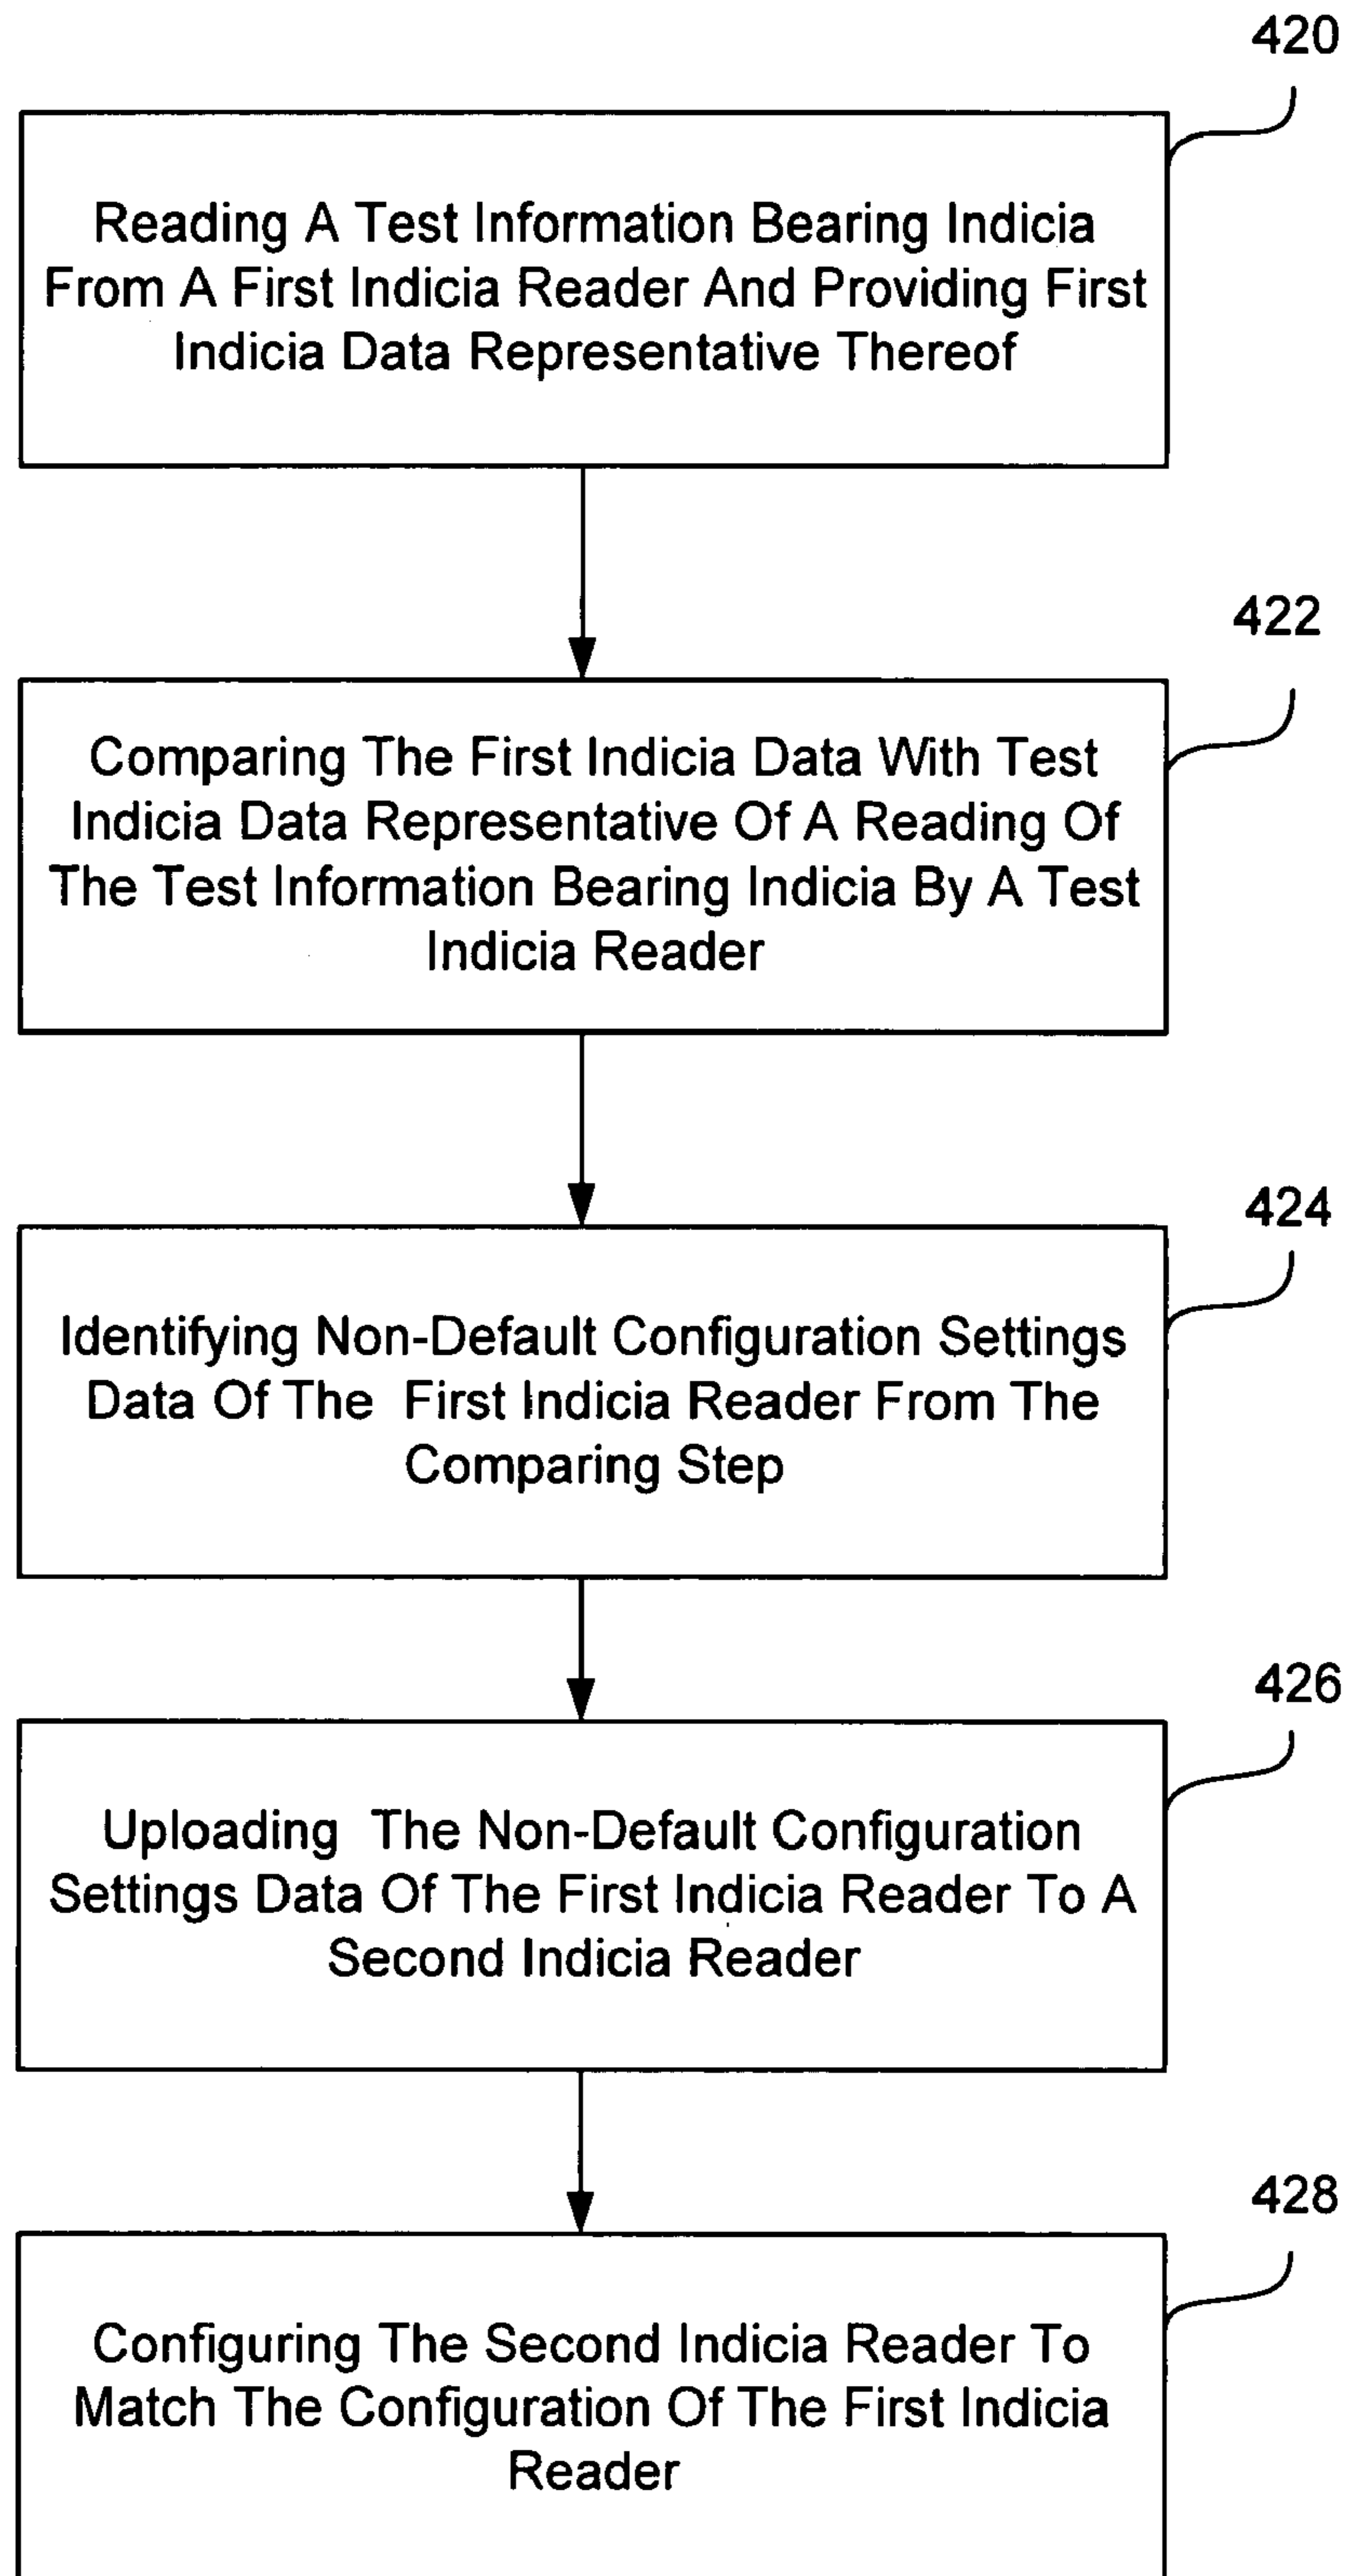 420
Reading A Test Information Bearing Indicia
From A First Indicia Reader And Providing First
Indicia Data Representative Thereof
422
Comparing The First Indicia Data With Test
Indicia Data Representative Of A Reading Of
The Test Information Bearing Indicia By A Test
Indicia Reader
424
Identifying Non-Default Configuration Settings
Data Of The First Indicia Reader From The
Comparing Step
426
Uploading The Non-Default Configuration
Settings Data Of The First Indicia Reader To A
Second Indicia Reader
428
Configuring The Second Indicia Reader To
Match The Configuration Of The First Indicia
Reader